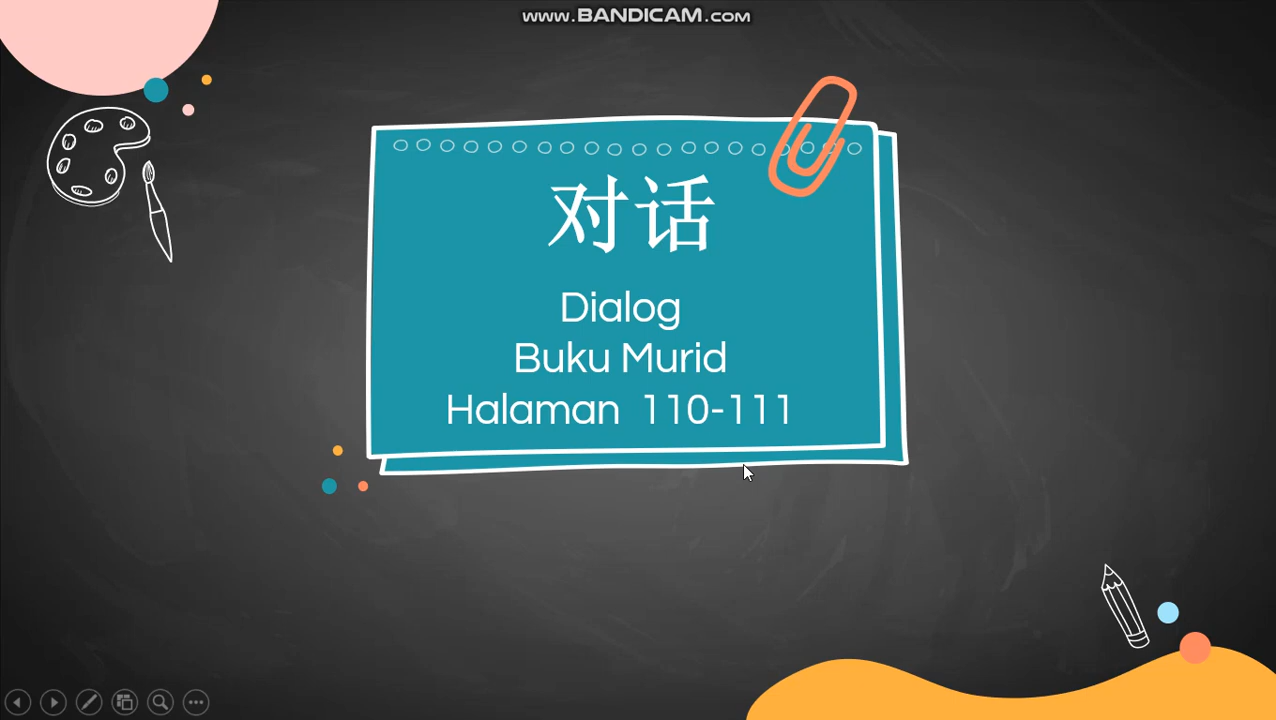 www.BANDICAM.com
对话
Dialog
Buku Murid
Halaman 110-111